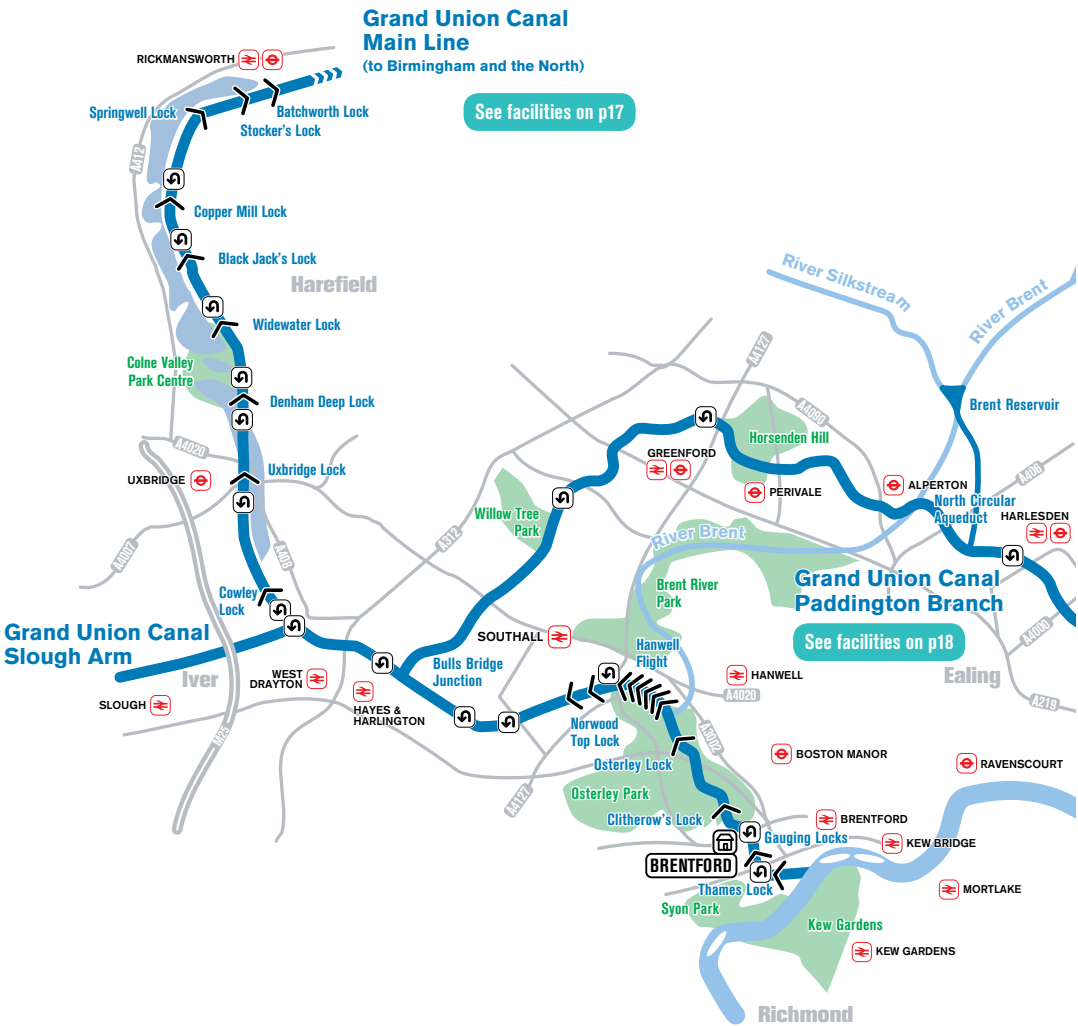 Grand Union Canal
Main Line
(to Birmingham and the North)
See facilities on p17
RICKMANSWORTH
Springwell Lock
Batchworth Lock
Stocker's Lock
A412
Copper Mill Lock
Black Jack's Lock
Harefield
Widewater Lock
Colne Valley
Park Centre
Denham Deep Lock
A4020
UXBRIDGE
Uxbridge Lock
A4007
A408
Cowley
Lock
Grand Union Canal
Slough Arm
Iver
SLOUGH
M25
WEST
DRAYTON
HAYES &
HARLINGTON
Bulls Bridge
Junction
A312
Willow Tree
Park
GREENFORD
A4127
A4090
Horsenden Hill
PERIVALE
ALPERTON
River Silkstream
River Brent
Brent Reservoir
A406
North Circular
Aqueduct
HARLESDEN
River Brent
Brent River
Park
Grand Union Canal
Paddington Branch
See facilities on p18
A4000
Ealing
A219
SOUTHALL
Hanwell
Flight
HANWELL
A4020
A3002
Norwood
Top Lock
Osterley Lock
A4127
Osterley Park
Clitherow's Lock
BOSTON MANOR
RAVENSCOURT
BRENTFORD
Gauging Locks
KEW BRIDGE
BRENTFORD
Thames Lock
MORTLAKE
Syon Park
Kew Gardens
KEW GARDENS
Richmond